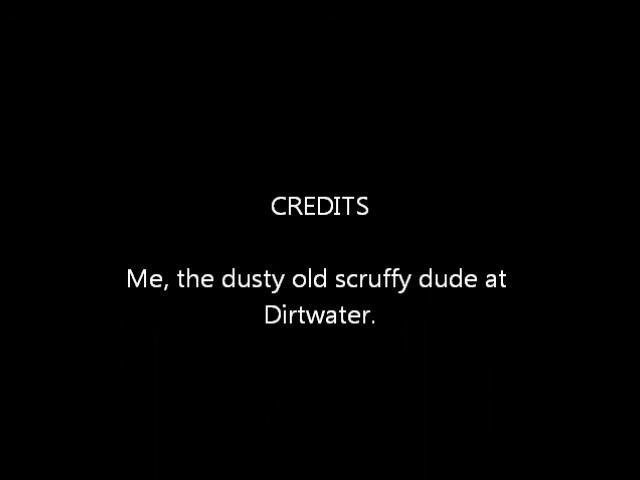 CREDITS
Me, the dusty old scruffy dude at
Dirtwater.